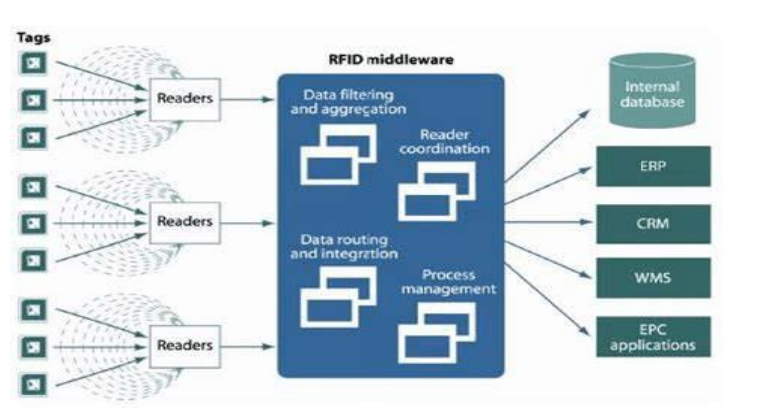 Tags
RFID middleware
Readers
Readers
Readers
Data filtering
and aggregation
Reader
coordination
Data routing
and integration
Process
management
Internal
database
ERP
CRM
WMS
EPC
applications